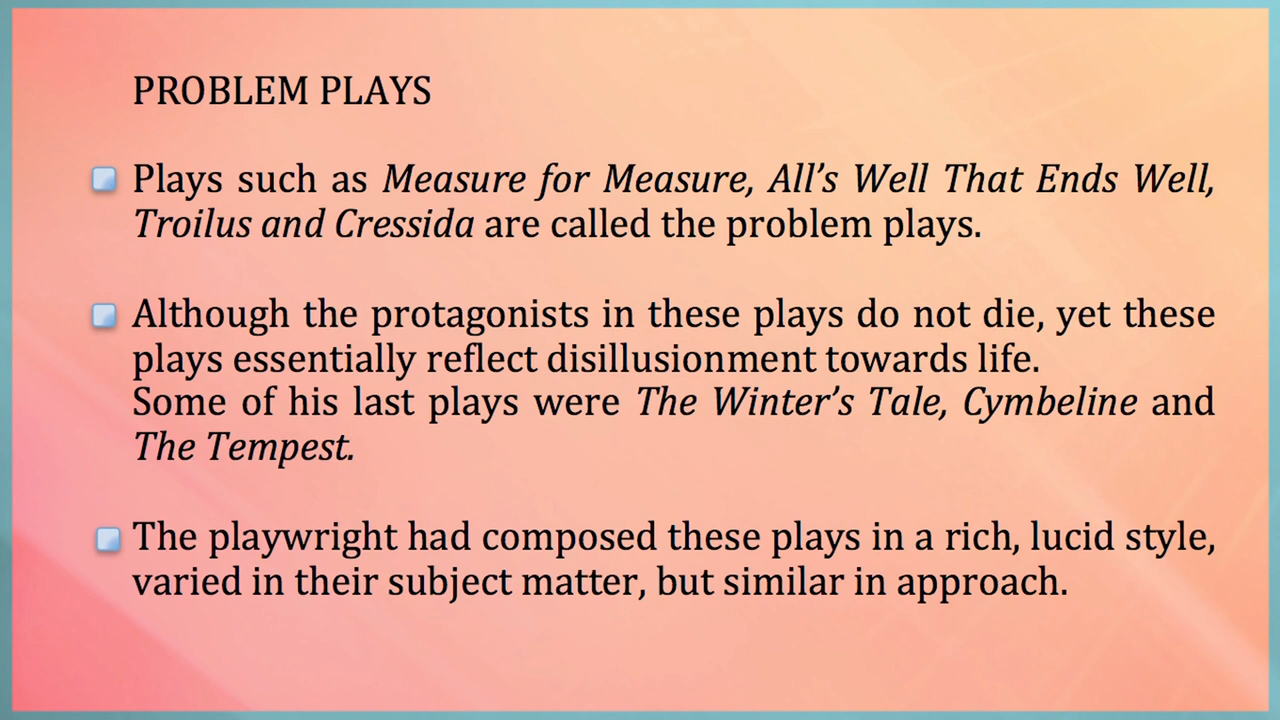 PROBLEM PLAYS
Plays such as Measure for Measure, All’s Well That Ends Well,
Troilus and Cressida are called the problem plays.
Although the protagonists in these plays do not die, yet these
plays essentially reflect disillusionment towards life.
Some of his last plays were The Winter’s Tale, Cymbeline and
The Tempest.
The playwright had composed these plays in a rich, lucid style,
varied in their subject matter, but similar in approach.